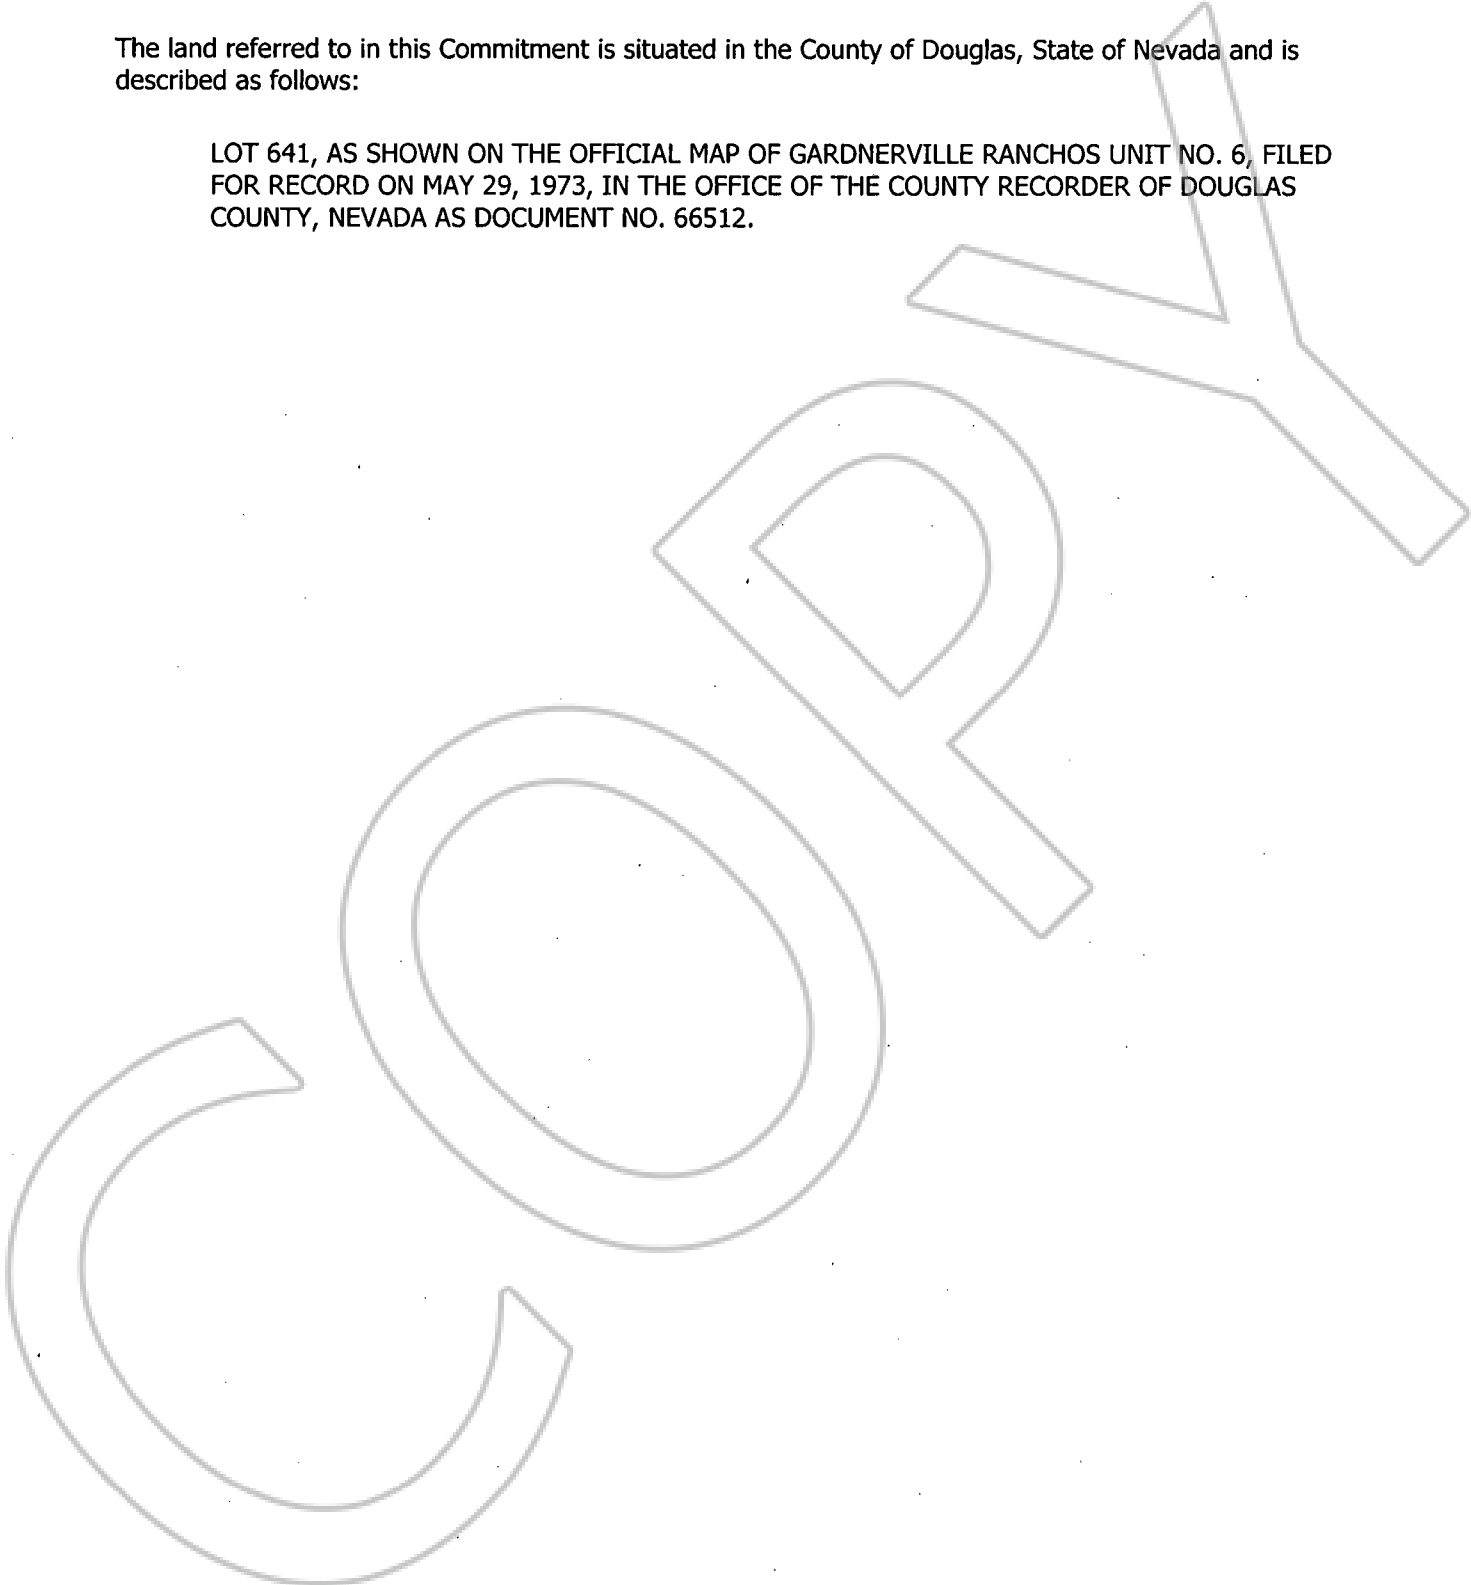 The land referred to in this Commitment is situated in the County of Douglas, State of Nevada and is
described as follows:
LOT 641, AS SHOWN ON THE OFFICIAL MAP OF GARDNERVILLE RANCHOS UNIT NO. 6, FILED
FOR RECORD ON MAY 29, 1973, IN THE OFFICE OF THE COUNTY RECORDER OF DOUGLAS
COUNTY, NEVADA AS DOCUMENT NO. 66512.
COPY